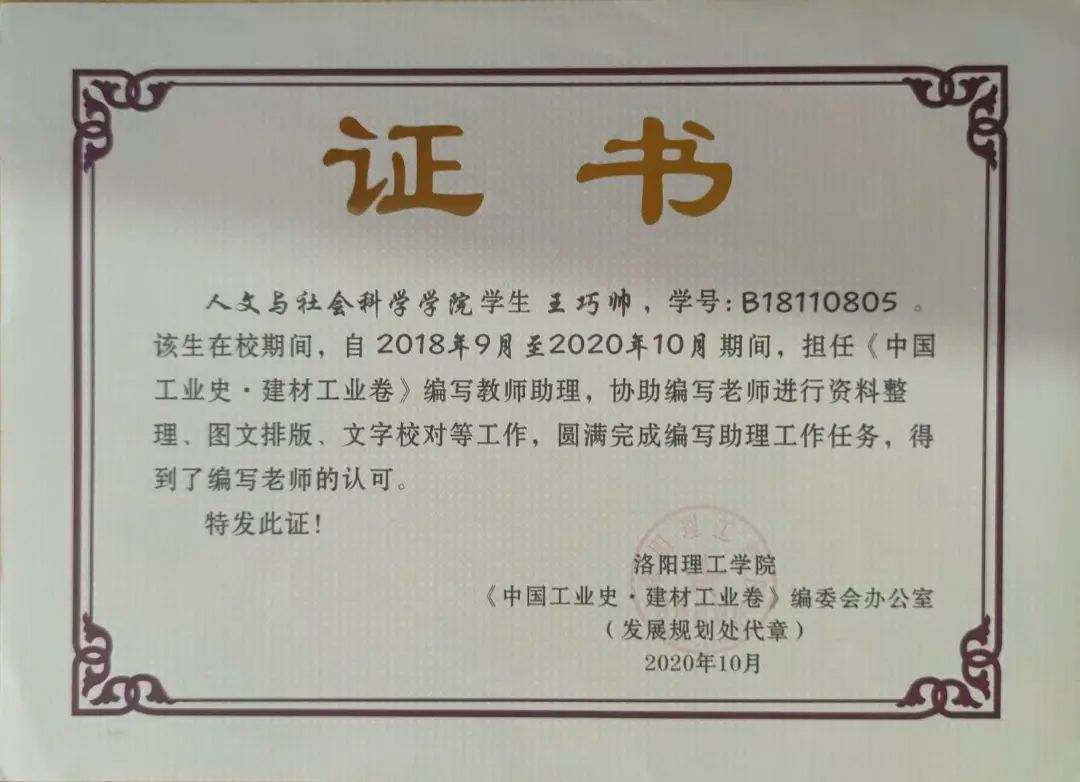 证书
人文与社会科学学院学生 王巧帅，学号:B18110805 。
该生在校期间，自 2018年9月至2020年10月期间，担任《中国
工业史·建材工业卷》编写教师助理，协助编写老师进行资料整
理、图文排版、文字校对等工作，圆满完成编写助理工作任务，得
到了编写老师的认可。
特发此证！
洛阳理工学院
《中国工业史·建材工业卷》编委会办公室
（发展规划处代章）
2020年10月